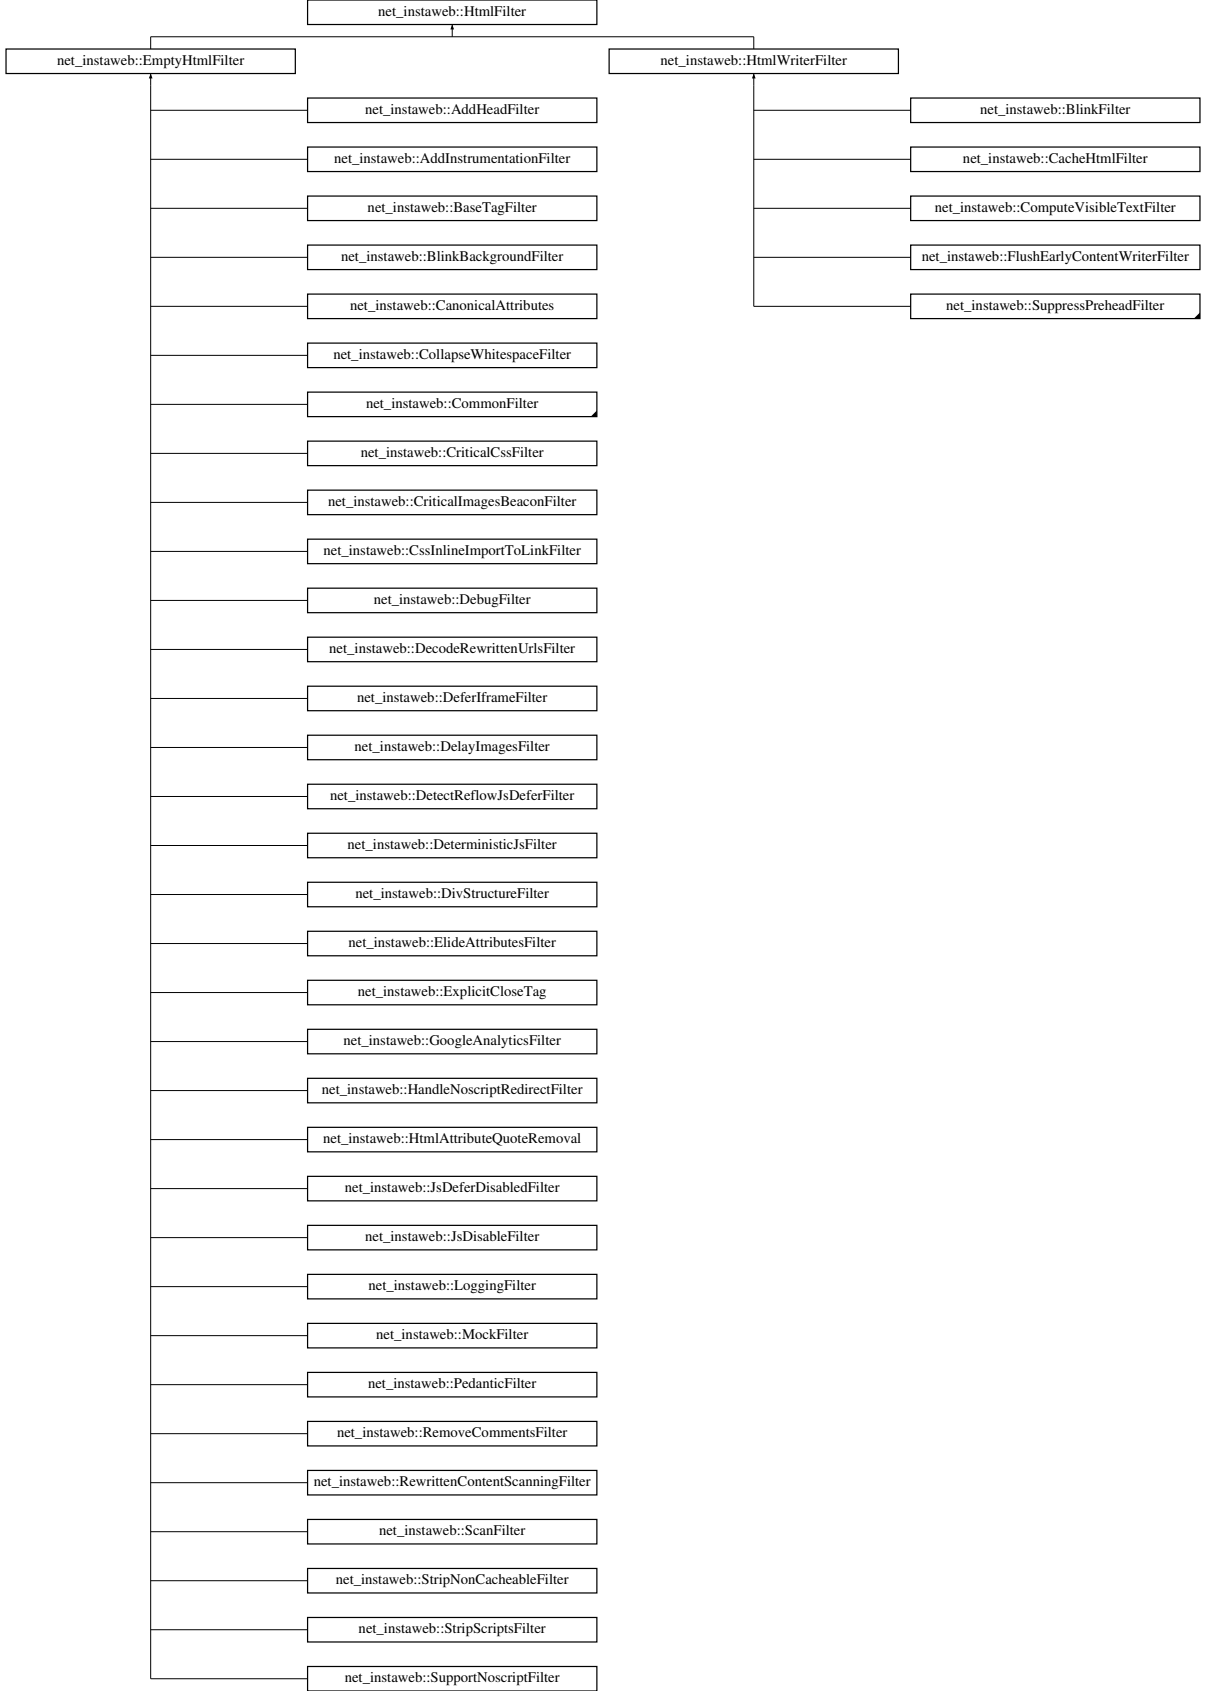 net_instaweb::HtmlFilter
net_instaweb::EmptyHtmlFilter
net_instaweb::HtmlWriterFilter
net_instaweb::AddHeadFilter
net_instaweb::BlinkFilter
net_instaweb::AddInstrumentationFilter
net_instaweb::CacheHtmlFilter
net_instaweb::BaseTagFilter
net_instaweb::ComputeVisibleTextFilter
net_instaweb::BlinkBackgroundFilter
net_instaweb::FlushEarlyContentWriterFilter
net_instaweb::CanonicalAttributes
net_instaweb::SuppressPreheadFilter
net_instaweb::CollapseWhitespaceFilter
net_instaweb::CommonFilter
net_instaweb::CriticalCssFilter
net_instaweb::CriticalImagesBeaconFilter
net_instaweb::CssInlineImportToLinkFilter
net_instaweb::DebugFilter
net_instaweb::DecodeRewrittenUrlsFilter
net_instaweb::DeferIframeFilter
net_instaweb::DelayImagesFilter
net_instaweb::DetectReflowJsDeferFilter
net_instaweb::DeterministicJsFilter
net_instaweb::DivStructureFilter
net_instaweb::ElideAttributesFilter
net_instaweb::ExplicitCloseTag
net_instaweb::GoogleAnalyticsFilter
net_instaweb::HandleNoscriptRedirectFilter
net_instaweb::HtmlAttributeQuoteRemoval
net_instaweb::JsDeferDisabledFilter
net_instaweb::JsDisableFilter
net_instaweb::LoggingFilter
net_instaweb::MockFilter
net_instaweb::PedanticFilter
net_instaweb::RemoveCommentsFilter
net_instaweb::RewrittenContentScanningFilter
net_instaweb::ScanFilter
net_instaweb::StripNonCacheableFilter
net_instaweb::StripScriptsFilter
net_instaweb::SupportNoscriptFilter